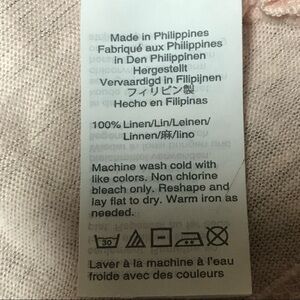 Made in Philippines
Fabriqué aux Philippines
in Den Philippinen
Hergestellt
Vervaardigd in Filipijnen
フィリピン製
Hecho en Filipinas
100% Linen/Lin/Leinen/
Linnen/麻/lino
Machine wash cold with
like colors. Non chlorine
bleach only. Reshape and
lay flat to dry. Warm iron as
needed.
30
Laver à la machine à l'eau
froide avec des couleurs